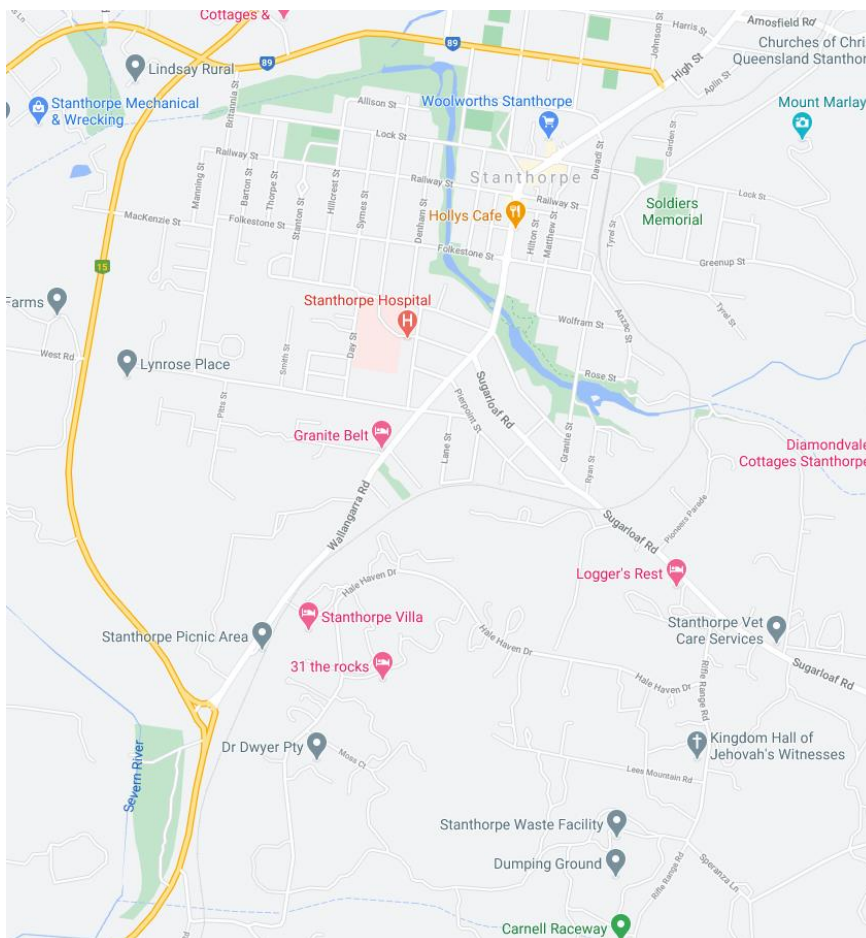 Cottages &
Harris St
Amosfield Rd
Johnson St
89
89
High St
Churches of Chri
Queensland Stanthor
Lindsay Rural
Aplin St
Stanthorpe Mechanical
& Wrecking
Britannia St
Allison St
Woolworths Stanthorpe
Mount Marlay
Lock St
Davadi St
Garden St
Railway St
Stanthorpe
Railway St
Lock St
Manning St
Barton St
Thorpe St
Stanton St
Hillcrest St
Symes St
Denham St
Railway St
Soldiers
Memorial
MacKenzie St
Folkestone St
Hollys Cafe
Hilton St
Matthew St
Tyrel St
Folkestone St
Greenup St
15
Farms
Stanthorpe Hospital
H
Tyrel St
Wolfram St
Anzac St
West Rd
Lynrose Place
Smith St
Day St
Rose St
Pitts St
Sugarloaf Rd
Pierpoint St
Granite Belt
Lane St
Granite St
Ryan St
Diamondvale
Cottages Stanthorpe
Wallangarra Rd
Pioneers Parade
Sugarloaf Rd
Hale Haven Dr
Logger's Rest
Stanthorpe Villa
Stanthorpe Vet
Care Services
Stanthorpe Picnic Area
Hale Haven Dr
31 the rocks
Sugarloaf Rd
Hale Haven Dr
Rifle Range Rd
Dr Dwyer Pty
Moss Ct
Kingdom Hall of
Jehovah's Witnesses
Severn River
Lees Mountain Rd
Stanthorpe Waste Facility
Dumping Ground
Rifle Range Rd
Speranza Ln
Carnell Raceway